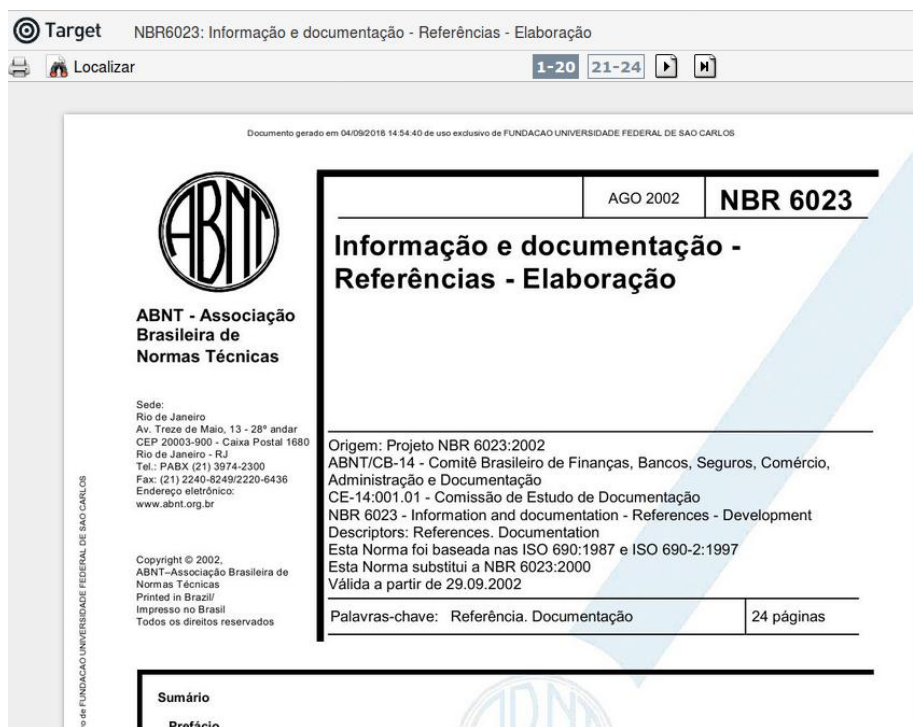 Target
NBR6023: Informação e documentação - Referências - Elaboração
Localizar
1-20 21-24
Documento gerado em 04/09/2018 14:54:40 de uso exclusivo de FUNDACAO UNIVERSIDADE FEDERAL DE SAO CARLOS
ABNT
AGO 2002
NBR 6023
Informação e documentação -
Referências - Elaboração
ABNT - Associação
Brasileira de
Normas Técnicas
Sede:
Rio de Janeiro
Av. Treze de Maio, 13 - 28º andar
CEP 20003-900 - Caixa Postal 1680
Rio de Janeiro - RJ
Tel.: PABX (21) 3974-2300
Fax: (21) 2240-8249/2220-6436
Endereço eletrônico:
www.abnt.org.br
Copyright © 2002,
ABNT–Associação Brasileira de
Normas Técnicas
Printed in Brazil/
Impresso no Brasil
Todos os direitos reservados
Origem: Projeto NBR 6023:2002
ABNT/CB-14 - Comitê Brasileiro de Finanças, Bancos, Seguros, Comércio,
Administração e Documentação
CE-14:001.01 - Comissão de Estudo de Documentação
NBR 6023 - Information and documentation - References - Development
Descriptors: References. Documentation
Esta Norma foi baseada nas ISO 690:1987 e ISO 690-2:1997
Esta Norma substitui a NBR 6023:2000
Válida a partir de 29.09.2002
Palavras-chave: Referência. Documentação
24 páginas
o de FUNDACAO UNIVERSIDADE FEDERAL DE SAO CARLOS
Sumário
Prefácio
ABNT